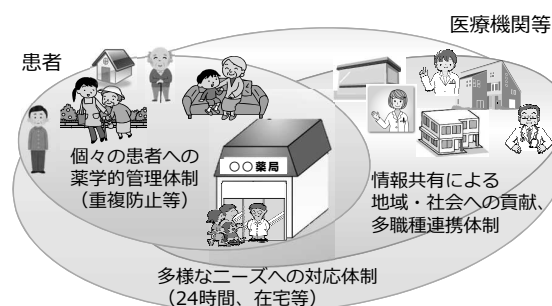 医療機関等
患者
個々の患者への
薬学的管理体制
（重複防止等）
○○薬局
情報共有による
地域・社会への貢献、
多職種連携体制
多様なニーズへの対応体制
（24時間、在宅等）